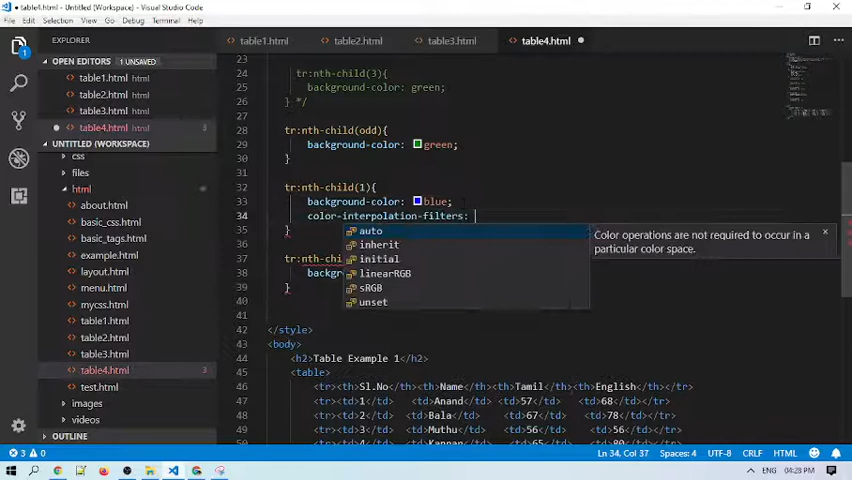 table4.html - Untitled (Workspace) - Visual Studio Code
File Edit Selection View Go Debug Terminal Help
EXPLORER
table1.html table2.html table3.html table4.html
OPEN EDITORS 1 UNSAVED
table1.html
table2.html
table3.html
table4.html 3
UNTITLED (WORKSPACE)
css
files
html
about.html
basic_css.html
basic_tags.html
example.html
layout.html
menu.html
mycss.html
table1.html
table2.html
table3.html
table4.html 3
test.html
images
videos
OUTLINE
23
24 tr:nth-child(3){
25 background-color: green;
26 } */
27
28 tr:nth-child(odd){
29 background-color: green;
30 }
31
32 tr:nth-child(1){
33 background-color: blue;
34 color-interpolation-filters:
35 }
36
37 tr:nth-chi
38 backgr
39 }
40
41
42 </style>
43 <body>
44 <h2>Table Example 1</h2>
45 <table>
46 <tr><th>Sl.No</th><th>Name</th><th>Tamil</th><th>English</th></tr>
47 <tr><td>1</td> <td>Anand</td> <td>57</td> <td>68</td></tr>
48 <tr><td>2</td> <td>Bala</td> <td>67</td> <td>78</td></tr>
49 <tr><td>3</td> <td>Muthu</td> <td>56</td> <td>56</td></tr>
auto
inherit
initial
linearRGB
sRGB
unset
Color operations are not required to occur in a
particular color space.
1
3 0
Ln 34, Col 37 Spaces: 4 UTF-8 CRLF HTML
ENG 04:28 PM